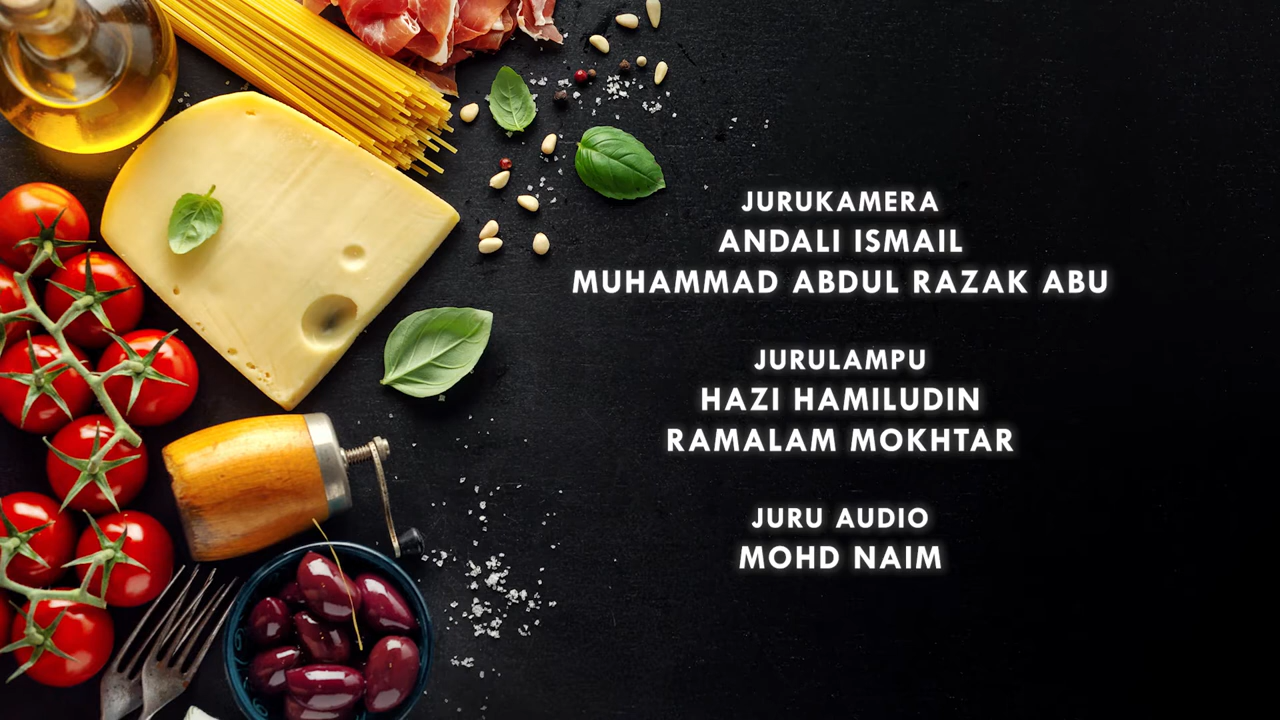 JURUKAMERA
ANDALI ISMAIL
MUHAMMAD ABDUL RAZAK ABU
JURULAMPU
HAZI HAMILUDIN
RAMALAM MOKHTAR
JURU AUDIO
MOHD NAIM